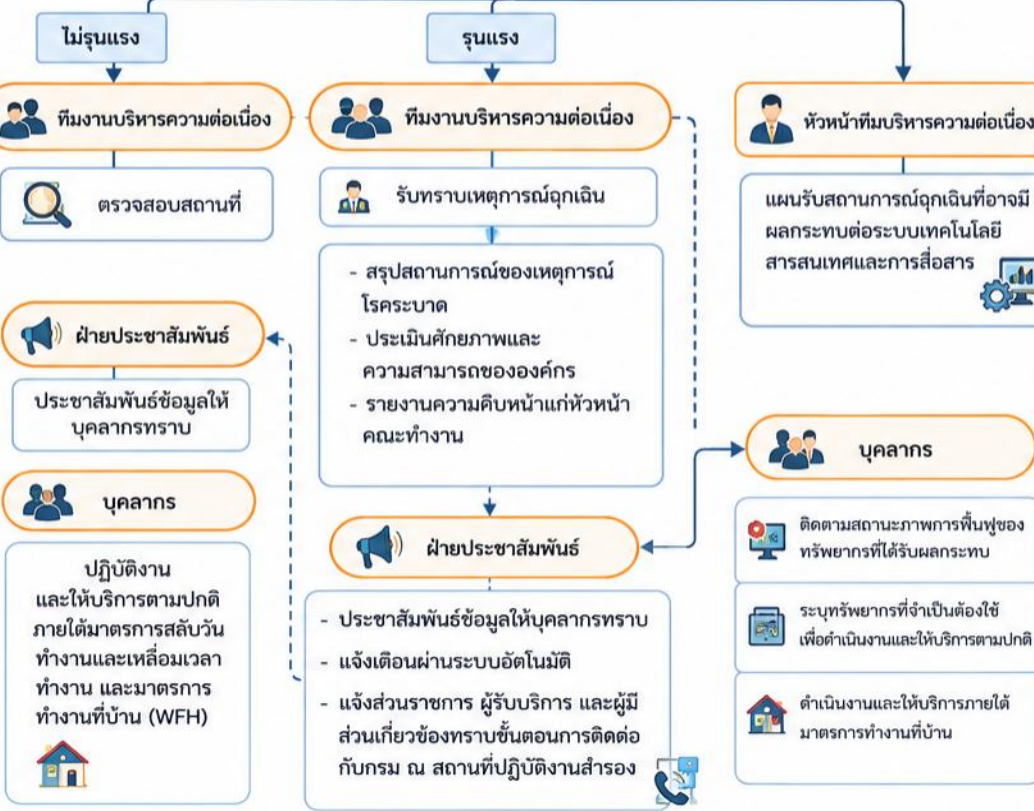 ไม่รุนแรง
รุนแรง
ทีมงานบริหารความต่อเนื่อง
ทีมงานบริหารความต่อเนื่อง
หัวหน้าทีมบริหารความต่อเนื่อง
ตรวจสอบสถานที่
รับทราบเหตุการณ์ฉุกเฉิน
แผนรับสถานการณ์ฉุกเฉินที่อาจมี
ผลกระทบต่อระบบเทคโนโลยี
สารสนเทศและการสื่อสาร
- สรุปสถานการณ์ของเหตุการณ์
โรคระบาด
- ประเมินศักยภาพและ
ความสามารถขององค์กร
- รายงานความคืบหน้าแก่หัวหน้า
คณะทำงาน
ฝ่ายประชาสัมพันธ์
ประชาสัมพันธ์ข้อมูลให้
บุคลากรทราบ
บุคลากร
ปฏิบัติงาน
และให้บริการตามปกติ
ภายใต้มาตรการสลับวัน
ทำงานและเหลื่อมเวลา
ทำงาน และมาตรการ
ทำงานที่บ้าน (WFH)
ฝ่ายประชาสัมพันธ์
- ประชาสัมพันธ์ข้อมูลให้บุคลากรทราบ
- แจ้งเตือนผ่านระบบอัตโนมัติ
- แจ้งส่วนราชการ ผู้รับบริการ และผู้มี
ส่วนเกี่ยวข้องทราบขั้นตอนการติดต่อ
กับกรม ณ สถานที่ปฏิบัติงานสำรอง
บุคลากร
ติดตามสถานะภาพการฟื้นฟูของ
ทรัพยากรที่ได้รับผลกระทบ
ระบุทรัพยากรที่จำเป็นต้องใช้
เพื่อดำเนินงานและให้บริการตามปกติ
ดำเนินงานและให้บริการภายใต้
มาตรการทำงานที่บ้าน